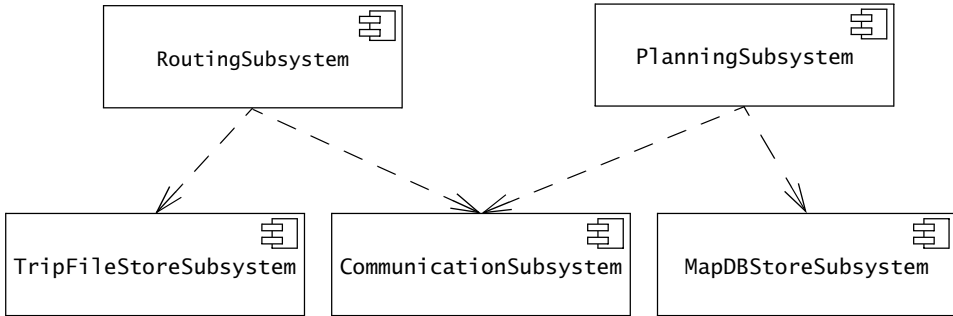 RoutingSubsystem
PlanningSubsystem
TripFileStoreSubsystem
CommunicationSubsystem
MapDBStoreSubsystem